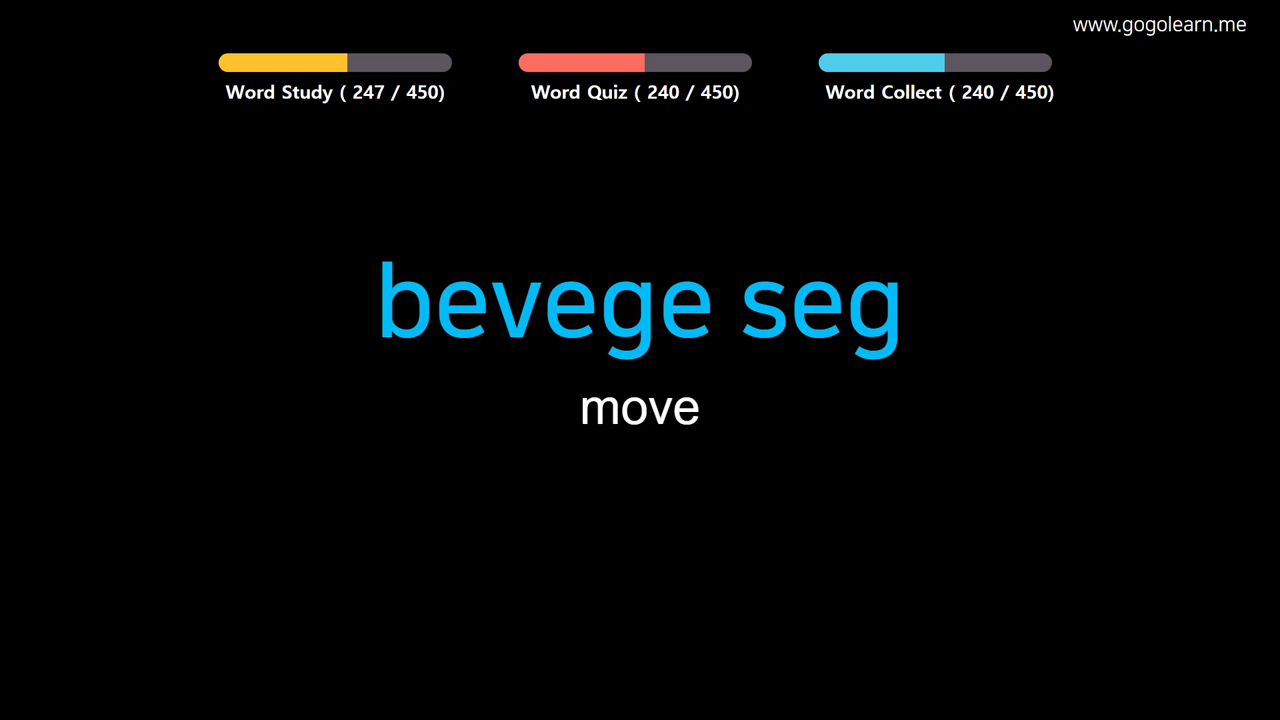 www.gogolearn.me
Word Study ( 247 / 450)
Word Quiz ( 240 / 450)
Word Collect ( 240 / 450)
bevege seg
move